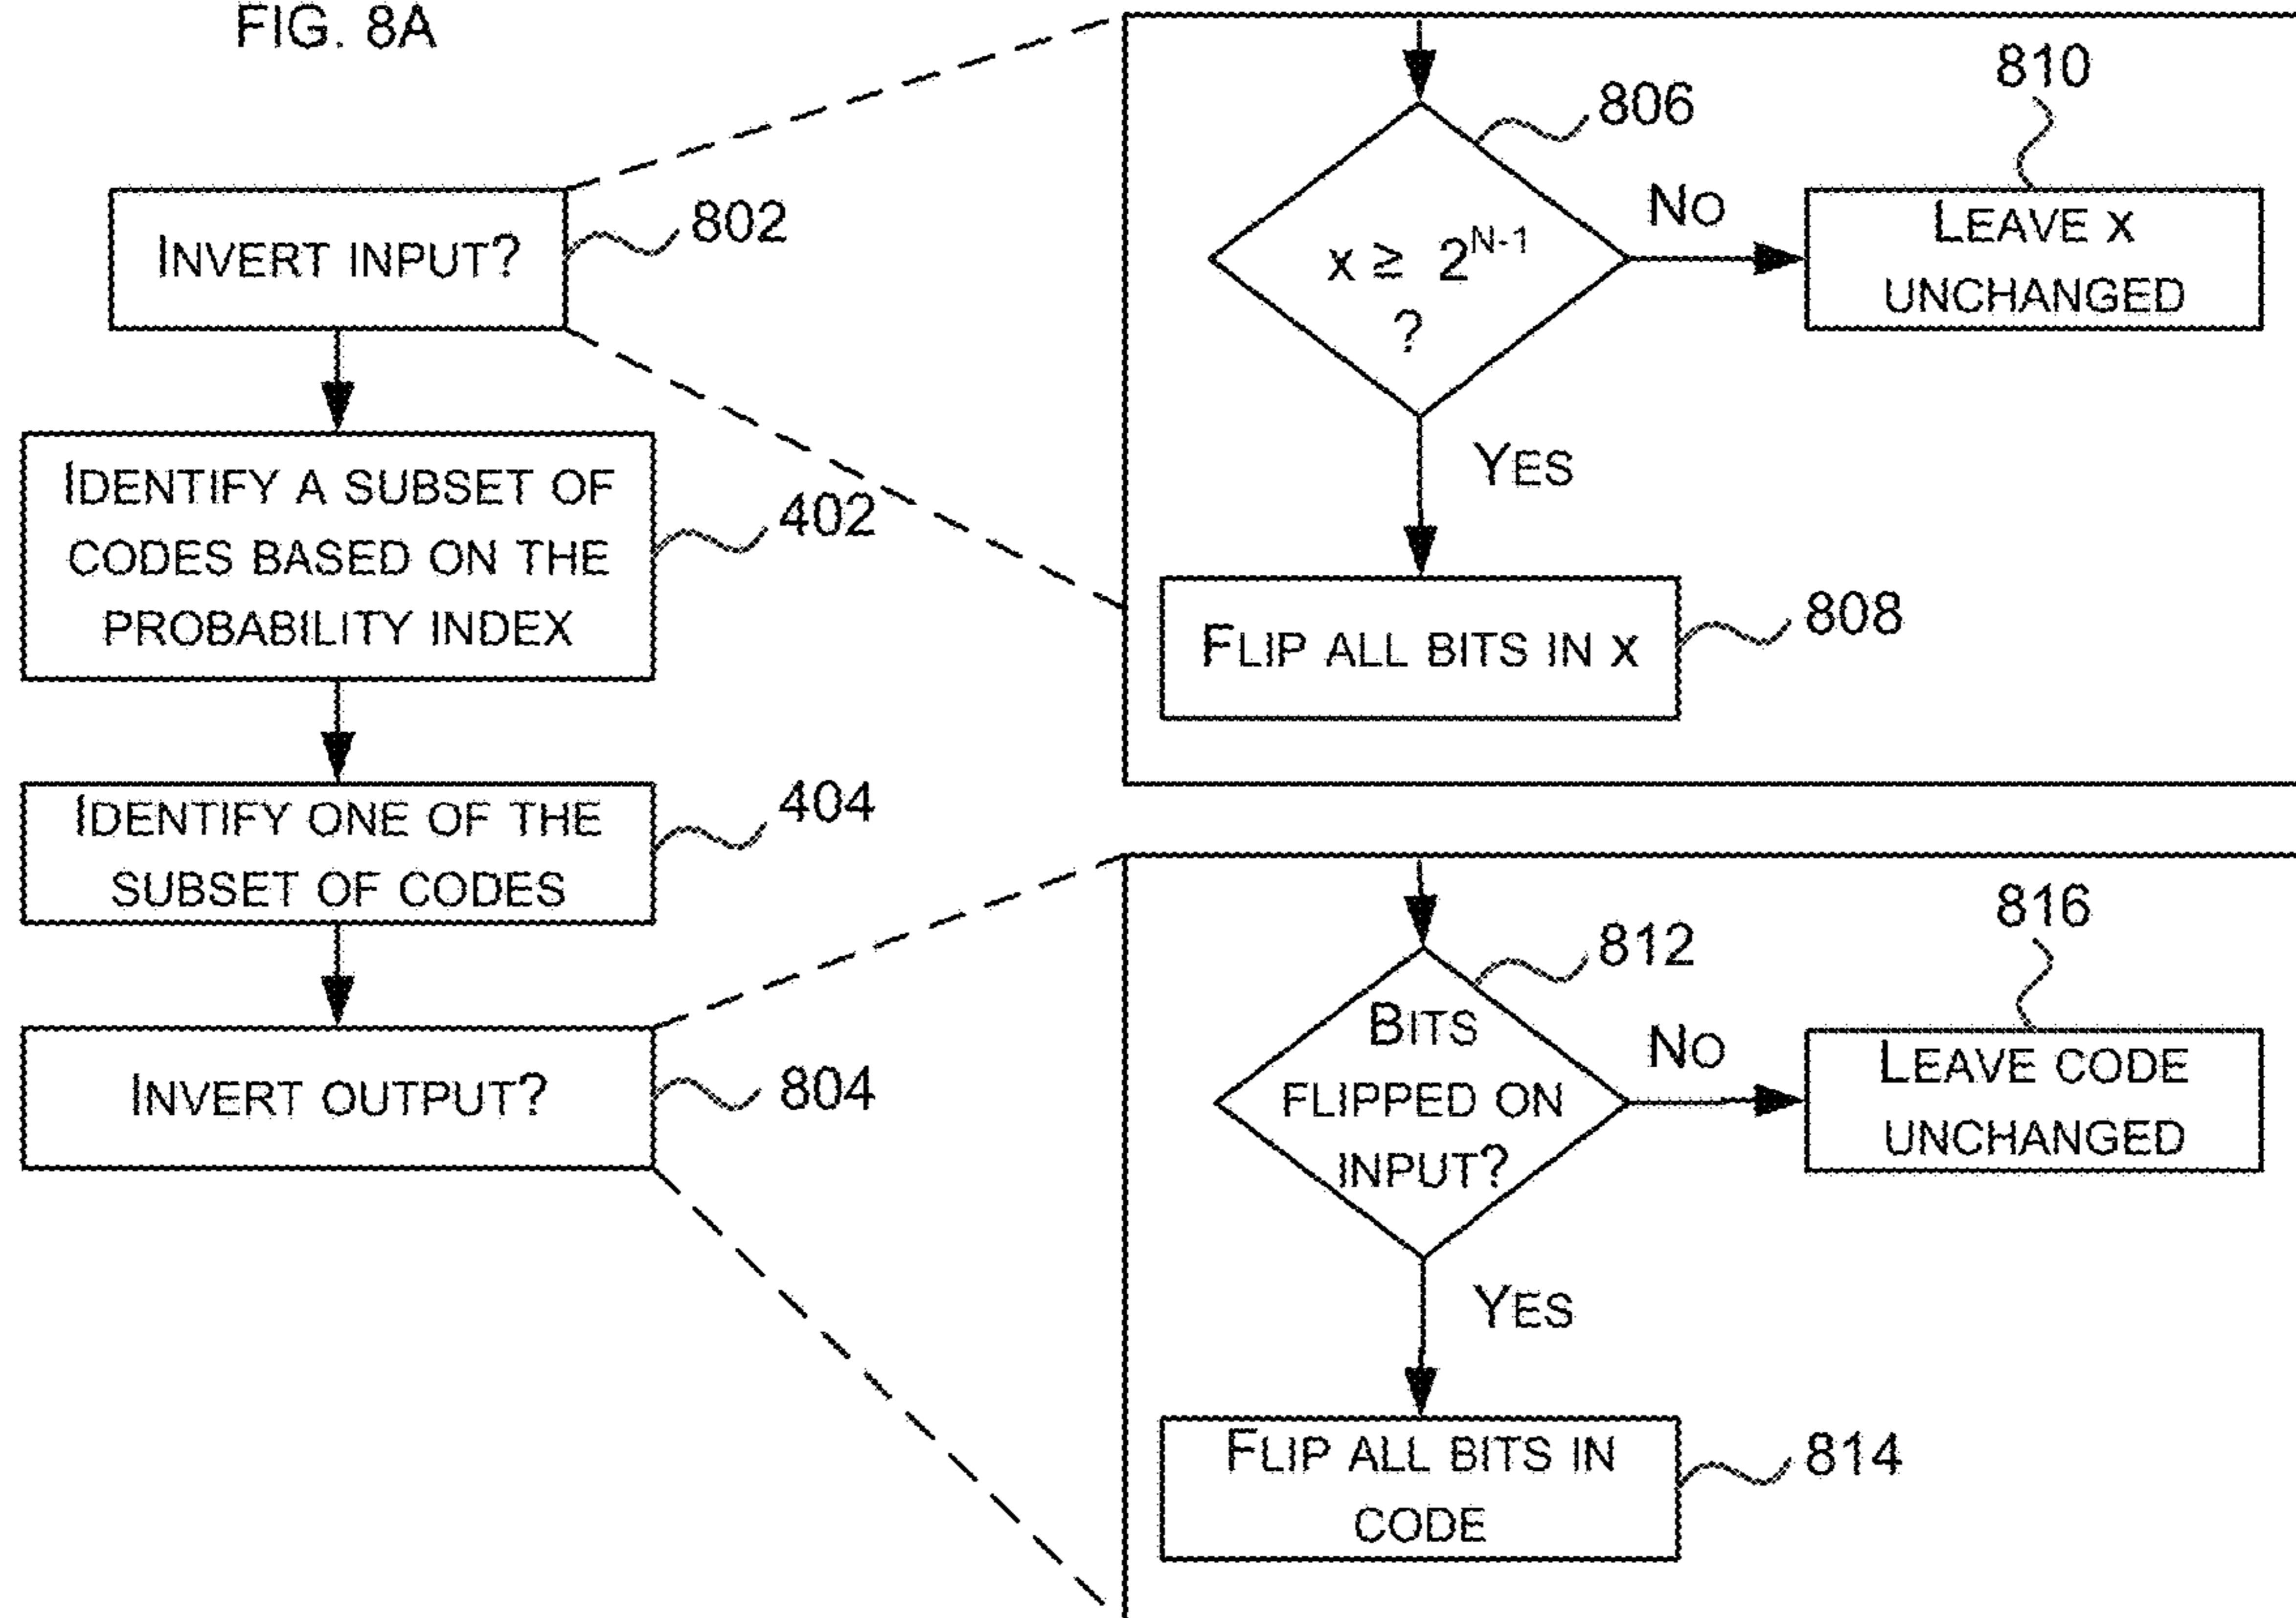 FIG. 8A
INVERT INPUT?
802
IDENTIFY A SUBSET OF
CODES BASED ON THE
PROBABILITY INDEX
402
IDENTIFY ONE OF THE
SUBSET OF CODES
404
INVERT OUTPUT?
804
806
x ≥ 2^N-1
?
NO
810
LEAVE X
UNCHANGED
YES
FLIP ALL BITS IN X
808
812
BITS
FLIPPED ON
INPUT?
NO
816
LEAVE CODE
UNCHANGED
YES
FLIP ALL BITS IN
CODE
814